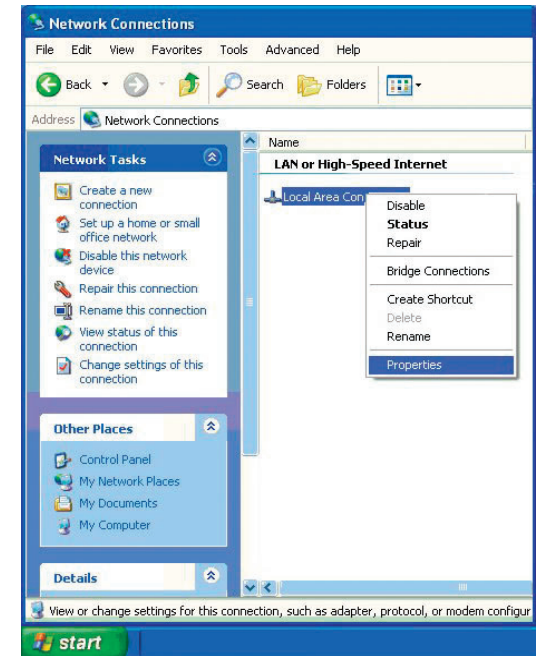 Network Connections
File Edit View Favorites Tools Advanced Help
Back Search Folders
Address Network Connections
Name
LAN or High-Speed Internet
Local Area Con
Disable
Status
Repair
Bridge Connections
Create Shortcut
Delete
Rename
Properties
Network Tasks
Create a new
connection
Set up a home or small
office network
Disable this network
device
Repair this connection
Rename this connection
View status of this
connection
Change settings of this
connection
Other Places
Control Panel
My Network Places
My Documents
My Computer
Details
View or change settings for this connection, such as adapter, protocol, or modem configur
start